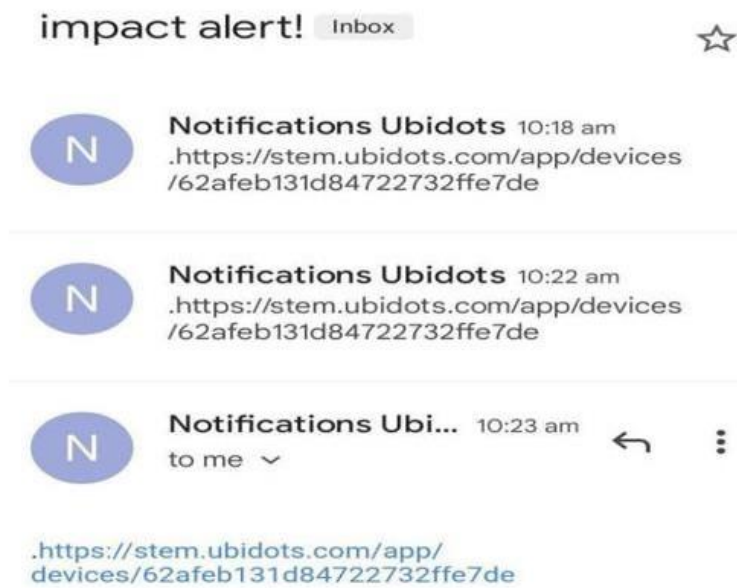 impact alert! Inbox
N
Notifications Ubidots 10:18 am
.https://stem.ubidots.com/app/devices
/62afeb131d84722732ffe7de
N
Notifications Ubidots 10:22 am
.https://stem.ubidots.com/app/devices
/62afeb131d84722732ffe7de
N
Notifications Ubi... 10:23 am
to me
.https://stem.ubidots.com/app/
devices/62afeb131d84722732ffe7de